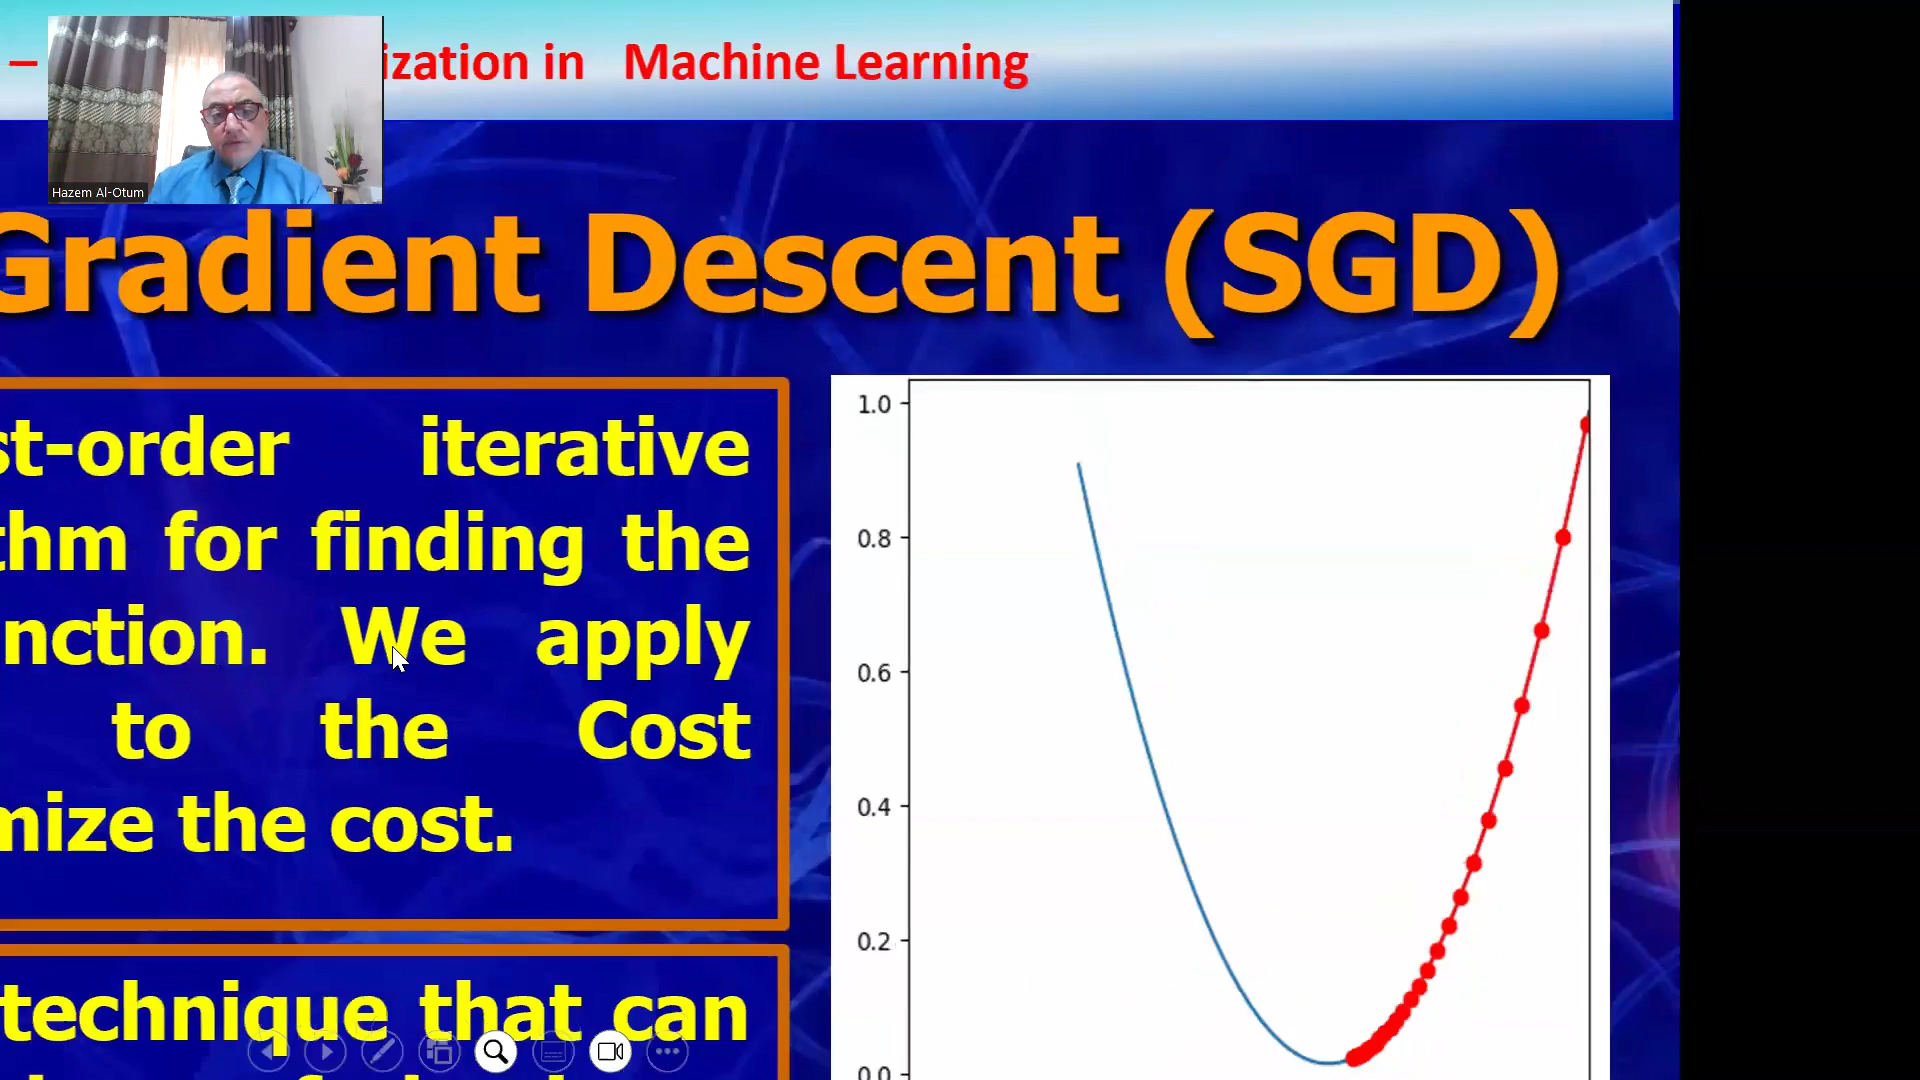 – ization in Machine Learning
Hazem Al-Otum
Gradient Descent (SGD)
st-order iterative
thm for finding the
nction. We apply
to the Cost
mize the cost.
technique that can
1.0
0.8
0.6
0.4
0.2
0.0